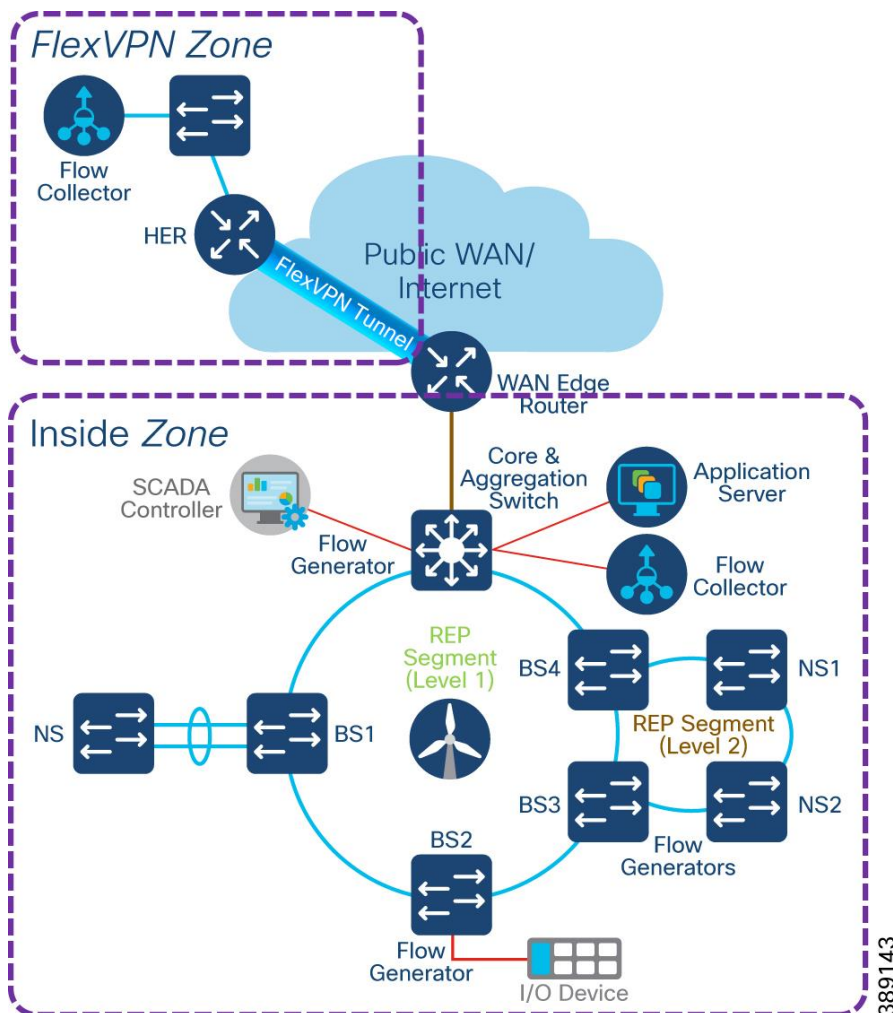 FlexVPN Zone
Flow
Collector
HER
Public WAN/
Internet
FlexVPN Tunnel
WAN Edge
Router
Inside Zone
SCADA
Controller
Flow
Generator
Core &
Aggregation
Switch
Application
Server
Flow
Collector
REP
Segment
(Level 1)
BS4
NS1
NS
BS1
REP Segment
(Level 2)
BS3
NS2
BS2
Flow
Generators
Flow
Generator
I/O Device
389143